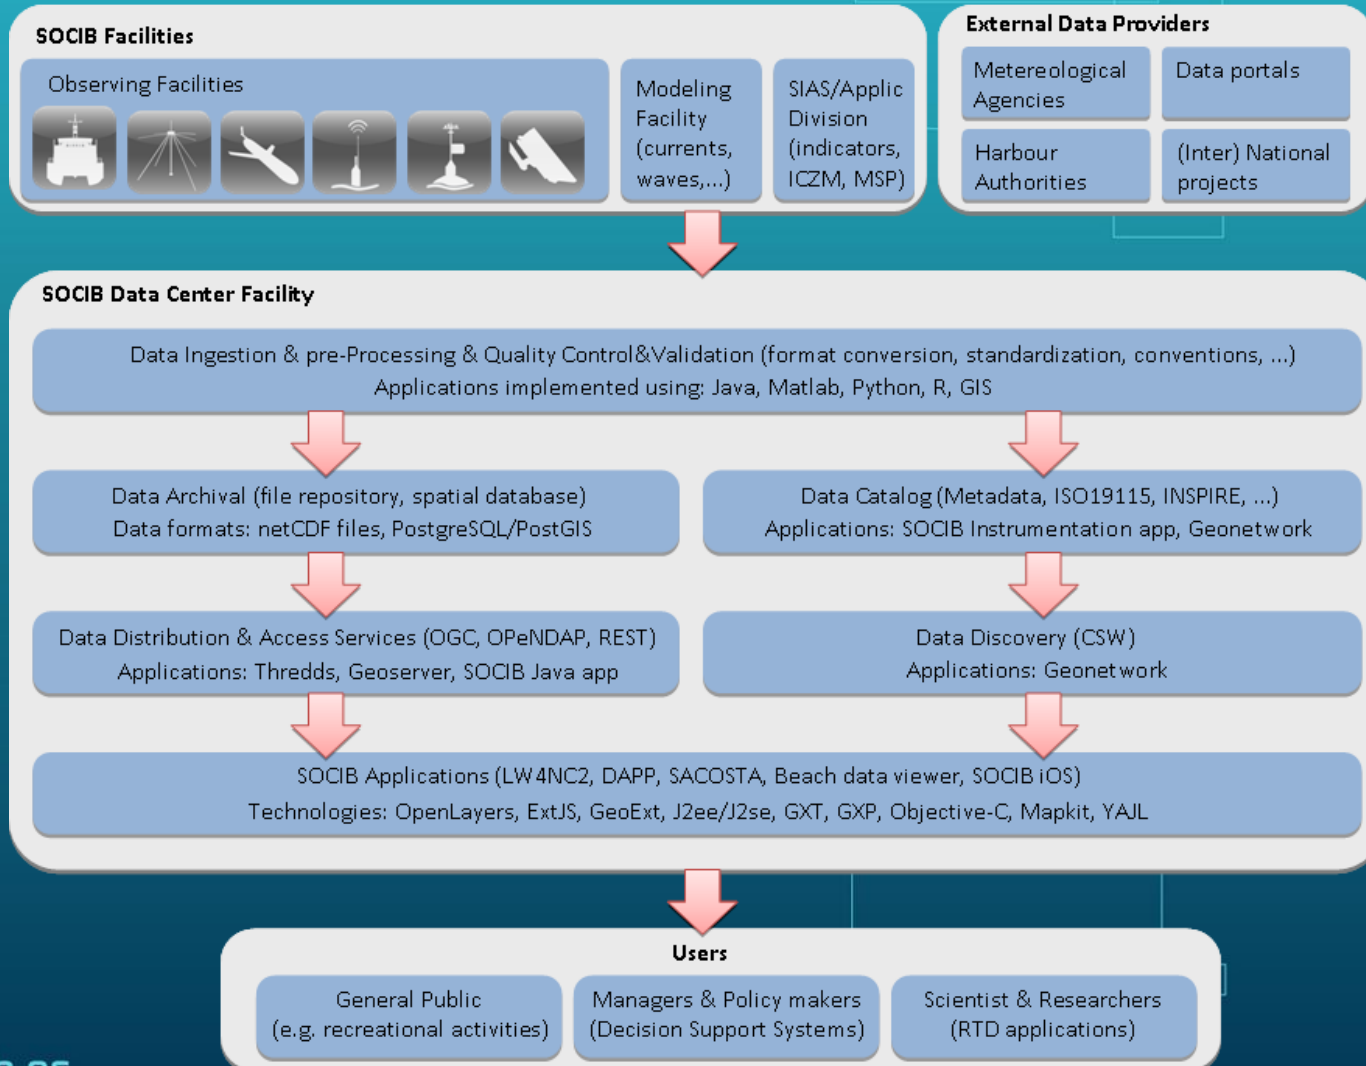 SOCIB Facilities
Observing Facilities
Modeling
Facility
(currents,
waves,...)
SIAS/Applic
Division
(indicators,
ICZM, MSP)
External Data Providers
Metereological
Agencies
Data portals
Harbour
Authorities
(Inter) National
projects
SOCIB Data Center Facility
Data Ingestion & pre-Processing & Quality Control&Validation (format conversion, standardization, conventions, ...)
Applications implemented using: Java, Matlab, Python, R, GIS
Data Archival (file repository, spatial database)
Data formats: netCDF files, PostgreSQL/PostGIS
Data Catalog (Metadata, ISO19115, INSPIRE, ...)
Applications: SOCIB Instrumentation app, Geonetwork
Data Distribution & Access Services (OGC, OPeNDAP, REST)
Applications: Thredds, Geoserver, SOCIB Java app
Data Discovery (CSW)
Applications: Geonetwork
SOCIB Applications (LW4NC2, DAPP, SACOSTA, Beach data viewer, SOCIB iOS)
Technologies: OpenLayers, ExtJS, GeoExt, J2ee/J2se, GXT, GXP, Objective-C, Mapkit, YAJL
Users
General Public
(e.g. recreational activities)
Managers & Policy makers
(Decision Support Systems)
Scientist & Researchers
(RTD applications)